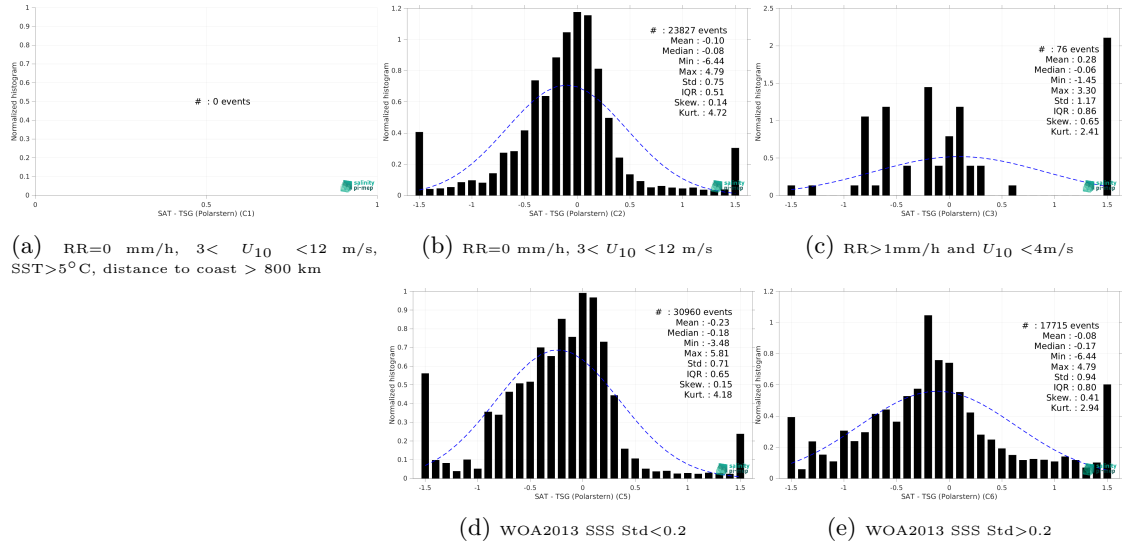 1
0.9
0.8
0.7
0.6
0.5
0.4
0.3
0.2
0.1
0
Normalized histogram
# : 0 events
salinity
pi-mep
0 0.5 1
SAT - TSG (Polarstern) (C1)
(a) RR=0 mm/h, 3< U10 <12 m/s,
SST>5°C, distance to coast > 800 km
1.2
1
0.8
0.6
0.4
0.2
0
Normalized histogram
# : 23827 events
Mean : -0.10
Median : -0.08
Min : -6.44
Max : 4.79
Std : 0.75
IQR : 0.51
Skew. : 0.14
Kurt. : 4.72
salinity
pi-mep
-1.5 -1 -0.5 0 0.5 1 1.5
SAT - TSG (Polarstern) (C2)
(b) RR=0 mm/h, 3< U10 <12 m/s
2.5
2
1.5
1
0.5
0
Normalized histogram
# : 76 events
Mean : 0.28
Median : -0.06
Min : -1.45
Max : 3.30
Std : 1.17
IQR : 0.86
Skew. : 0.65
Kurt. : 2.41
salinity
pi-mep
-1.5 -1 -0.5 0 0.5 1 1.5
SAT - TSG (Polarstern) (C3)
(c) RR>1mm/h and U10 <4m/s
1
0.9
0.8
0.7
0.6
0.5
0.4
0.3
0.2
0.1
0
Normalized histogram
# : 30960 events
Mean : -0.23
Median : -0.18
Min : -3.48
Max : 5.81
Std : 0.71
IQR : 0.65
Skew. : 0.15
Kurt. : 4.18
salinity
pi-mep
-1.5 -1 -0.5 0 0.5 1 1.5
SAT - TSG (Polarstern) (C5)
(d) WOA2013 SSS Std<0.2
1.2
1
0.8
0.6
0.4
0.2
0
Normalized histogram
# : 17715 events
Mean : -0.08
Median : -0.17
Min : -6.44
Max : 4.79
Std : 0.94
IQR : 0.80
Skew. : 0.41
Kurt. : 2.94
salinity
pi-mep
-1.5 -1 -0.5 0 0.5 1 1.5
SAT - TSG (Polarstern) (C6)
(e) WOA2013 SSS Std>0.2